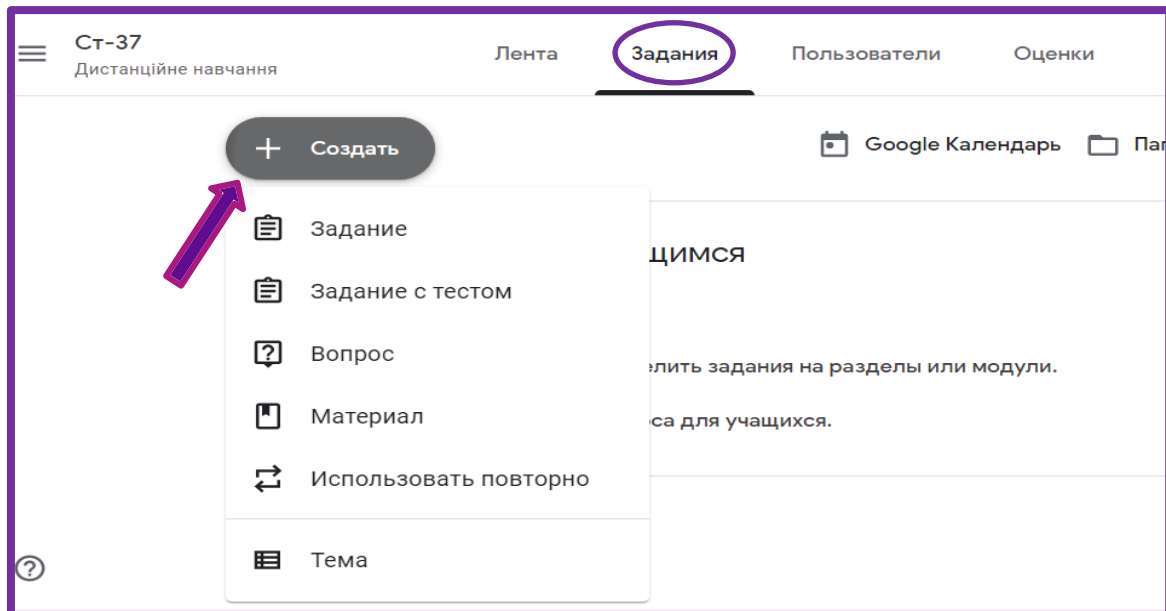 Ст-37
Дистанційне навчання
Лента Задания Пользователи Оценки
Создать
Google Календарь Пап
Задание
щимся
Задание с тестом
Вопрос
елить задания на разделы или модули.
Материал
са для учащихся.
Использовать повторно
Тема